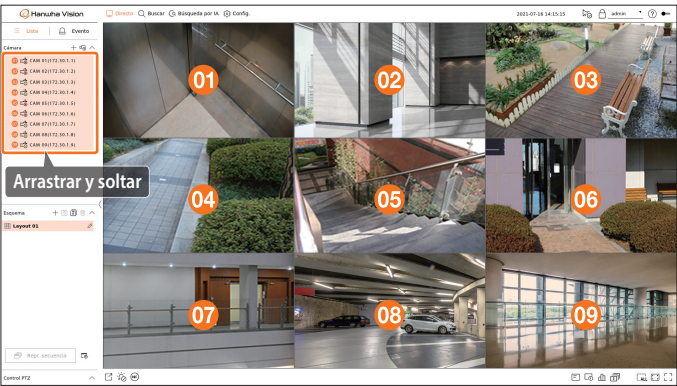 Hanwha Vision
Directo Buscar Búsqueda por IA Config.
2021-07-16 14:15:15
admin
Lista
Evento
Cámara
CAM 01(172.30.1.1)
CAM 02(172.30.1.2)
CAM 03(172.30.1.3)
CAM 04(172.30.1.4)
CAM 05(172.30.1.5)
CAM 06(172.30.1.6)
CAM 07(172.30.1.7)
CAM 08(172.30.1.8)
CAM 09(172.30.1.9)
Arrastrar y soltar
Esquema
Layout 01
Repr. secuencia
Control PTZ
01
02
03
04
05
06
07
08
09
ALL